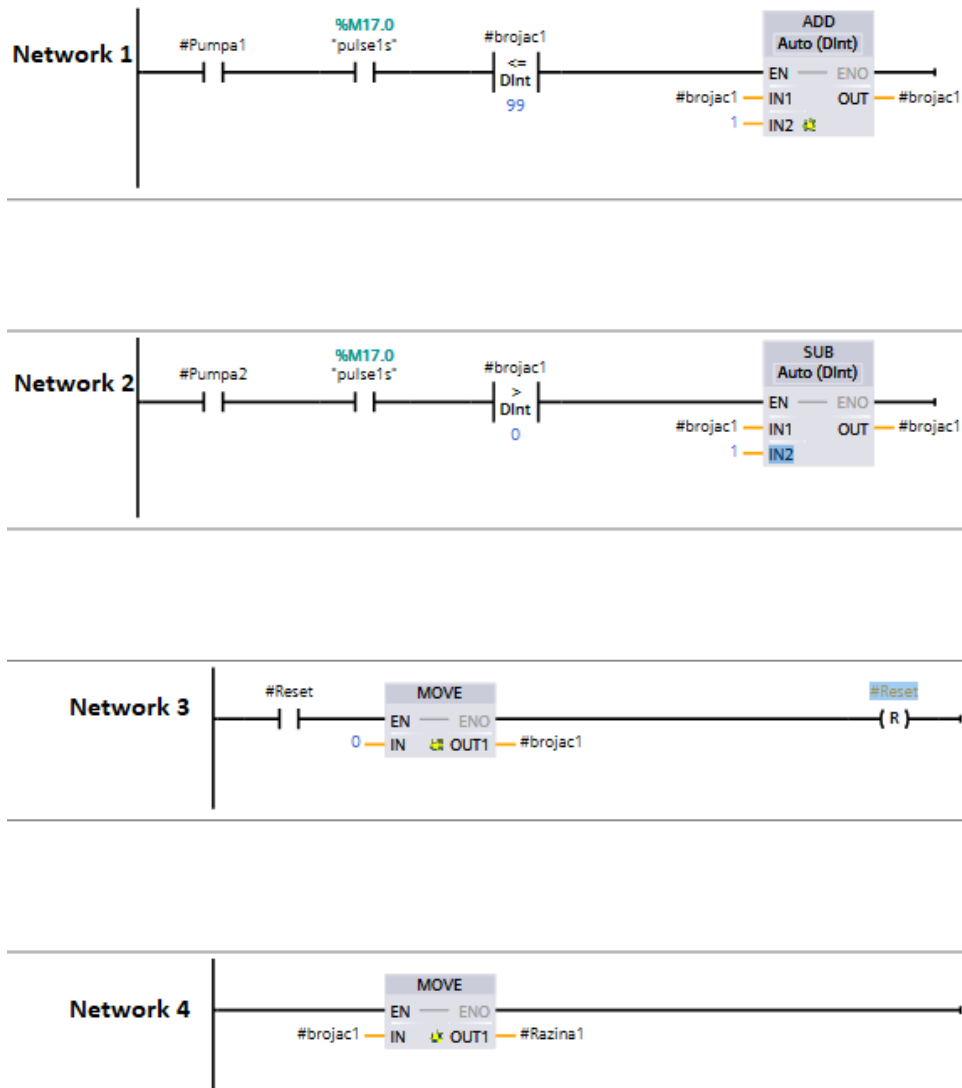 Network 1
#Pumpa1
%M17.0
"pulse1s"
#brojac1
<=
DInt
99
ADD
Auto (DInt)
EN
ENO
#brojac1
IN1
OUT
#brojac1
1
IN2
Network 2
#Pumpa2
%M17.0
"pulse1s"
#brojac1
>
DInt
0
SUB
Auto (DInt)
EN
ENO
#brojac1
IN1
OUT
#brojac1
1
IN2
Network 3
#Reset
MOVE
EN
ENO
0
IN
OUT1
#brojac1
#Reset
R
Network 4
MOVE
EN
ENO
#brojac1
IN
OUT1
#Razina1